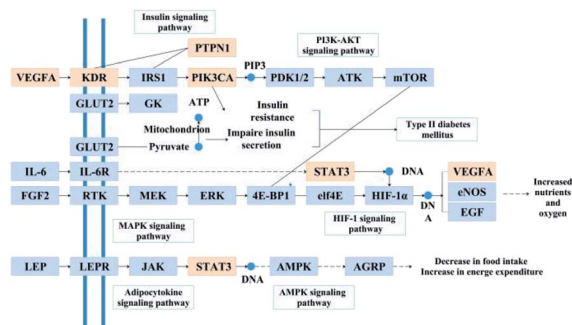 Insulin signaling
pathway
PTPN1
PI3K-AKT
signaling pathway
PIP3
VEGFA
KDR
IRS1
PIK3CA
PDK1/2
ATK
mTOR
GLUT2
GK
ATP
Insulin
resistance
Mitochondrion
Impaire insulin
secretion
Type II diabetes
mellitus
GLUT2
Pyruvate
IL-6
IL-6R
STAT3
DNA
VEGFA
FGF2
RTK
MEK
ERK
4E-BP1
elf4E
HIF-1α
DN
A
eNOS
EGF
Increased
nutrients
and
oxygen
MAPK signaling
pathway
HIF-1 signaling
pathway
LEP
LEPR
JAK
STAT3
DNA
AMPK
AGRP
Decrease in food intake
Increase in energe expenditure
Adipocytokine
signaling pathway
AMPK signaling
pathway